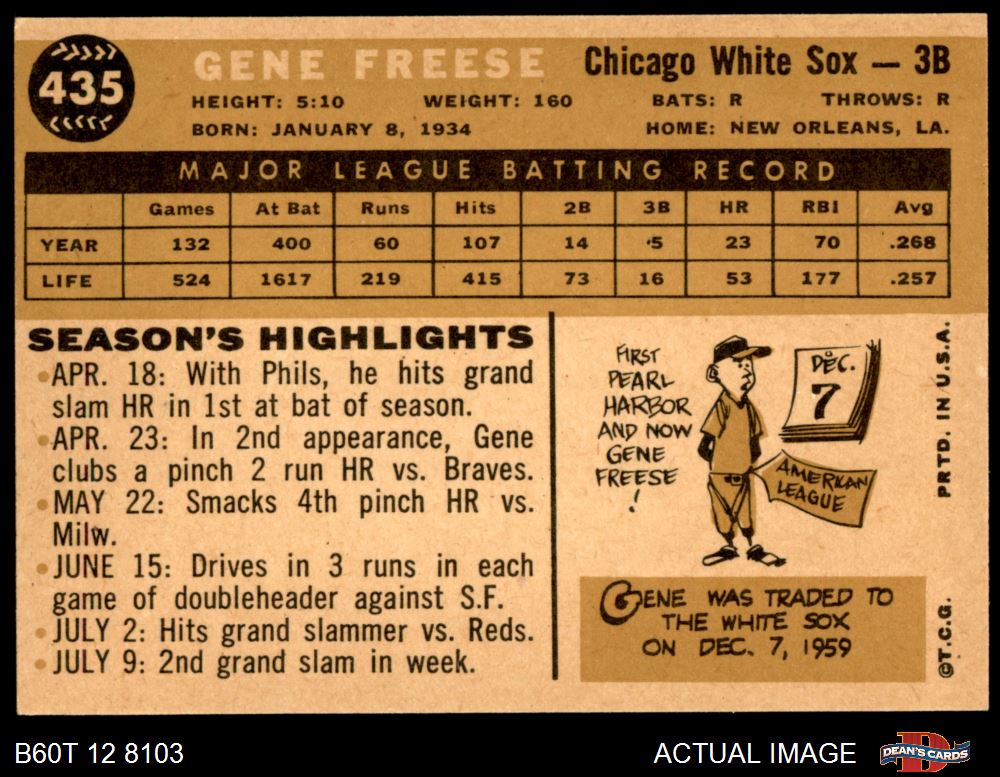 435
GENE FREESE Chicago White Sox — 3B
HEIGHT: 5:10 WEIGHT: 160 BATS: R THROWS: R
BORN: JANUARY 8, 1934 HOME: NEW ORLEANS, LA.
MAJOR LEAGUE BATTING RECORD
Games At Bat Runs Hits 2B 3B HR RBI Avg
YEAR 132 400 60 107 14 5 23 70 .268
LIFE 524 1617 219 415 73 16 53 177 .257
SEASON'S HIGHLIGHTS
• APR. 18: With Phils, he hits grand
slam HR in 1st at bat of season.
• APR. 23: In 2nd appearance, Gene
clubs a pinch 2 run HR vs. Braves.
• MAY 22: Smacks 4th pinch HR vs.
Milw.
• JUNE 15: Drives in 3 runs in each
game of doubleheader against S.F.
• JULY 2: Hits grand slammer vs. Reds.
• JULY 9: 2nd grand slam in week.
FIRST
PEARL
HARBOR
AND NOW
GENE
FREESE
!
DEC.
7
AMERICAN
LEAGUE
GENE WAS TRADED TO
THE WHITE SOX
ON DEC. 7, 1959
PRTD. IN U.S.A.
©T.C.G.
B60T 12 8103
ACTUAL IMAGE
D
DEAN'S CARDS